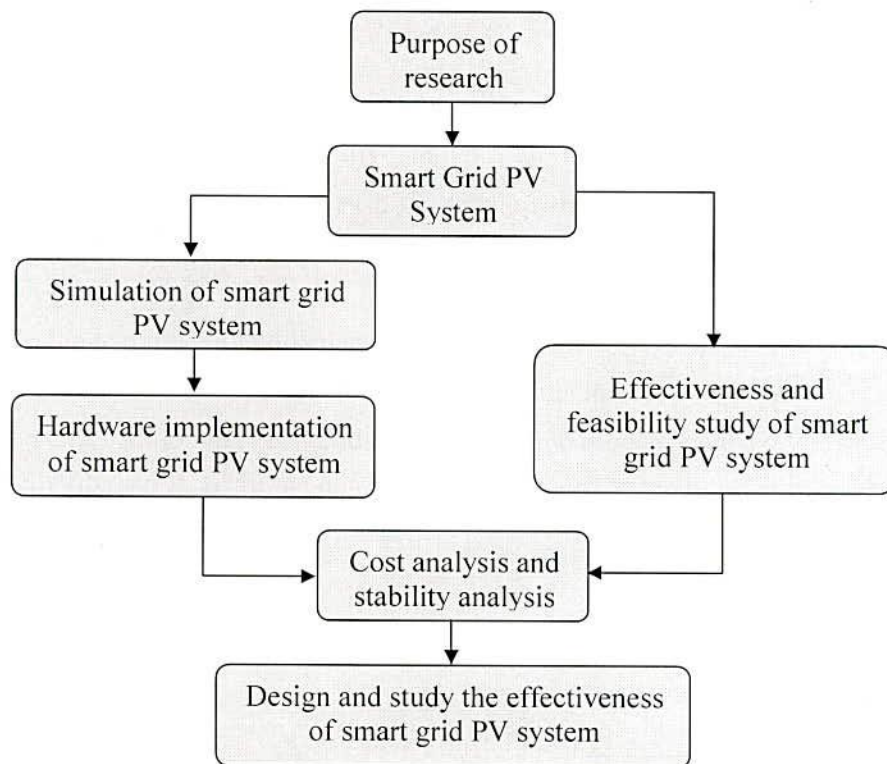 Purpose of
research
Smart Grid PV
System
Simulation of smart grid
PV system
Hardware implementation
of smart grid PV system
Effectiveness and
feasibility study of smart
grid PV system
Cost analysis and
stability analysis
Design and study the effectiveness
of smart grid PV system